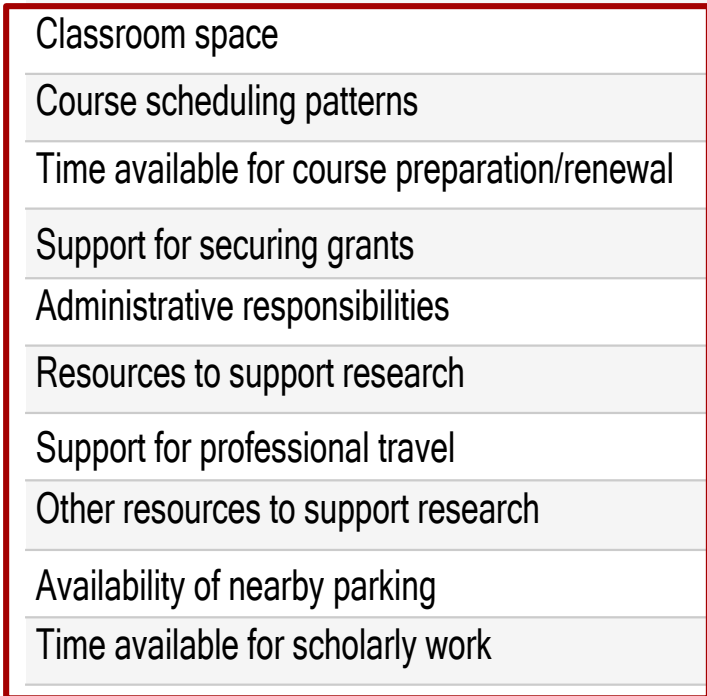 Classroom space
Course scheduling patterns
Time available for course preparation/renewal
Support for securing grants
Administrative responsibilities
Resources to support research
Support for professional travel
Other resources to support research
Availability of nearby parking
Time available for scholarly work